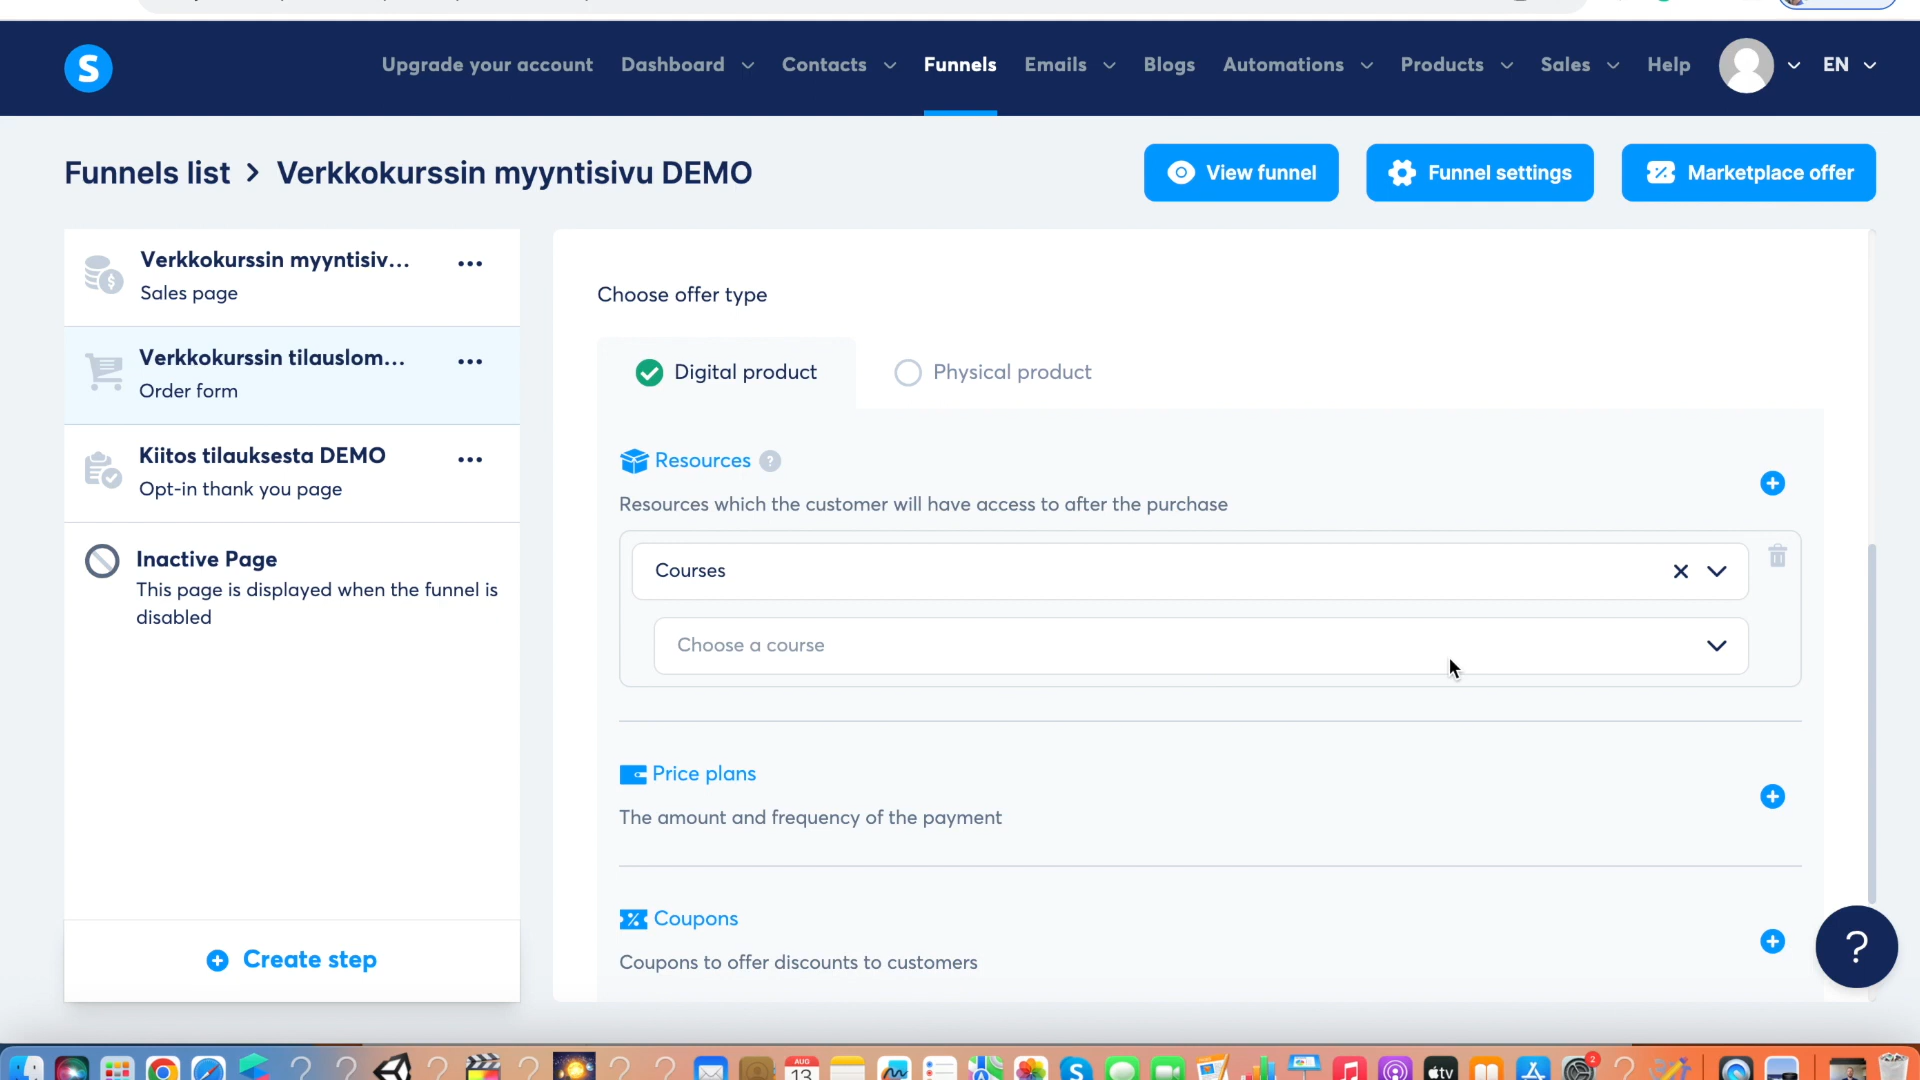 S
Upgrade your account
Dashboard
Contacts
Funnels
Emails
Blogs
Automations
Products
Sales
Help
EN
Funnels list > Verkkokurssin myyntisivu DEMO
View funnel
Funnel settings
Marketplace offer
Verkkokurssin myyntisiv...
Sales page
Verkkokurssin tilauslom...
Order form
Kiitos tilauksesta DEMO
Opt-in thank you page
Inactive Page
This page is displayed when the funnel is
disabled
Create step
Choose offer type
Digital product
Physical product
Resources ?
Resources which the customer will have access to after the purchase
Courses
Choose a course
Price plans
The amount and frequency of the payment
Coupons
Coupons to offer discounts to customers
?
AUG
13
tv
2